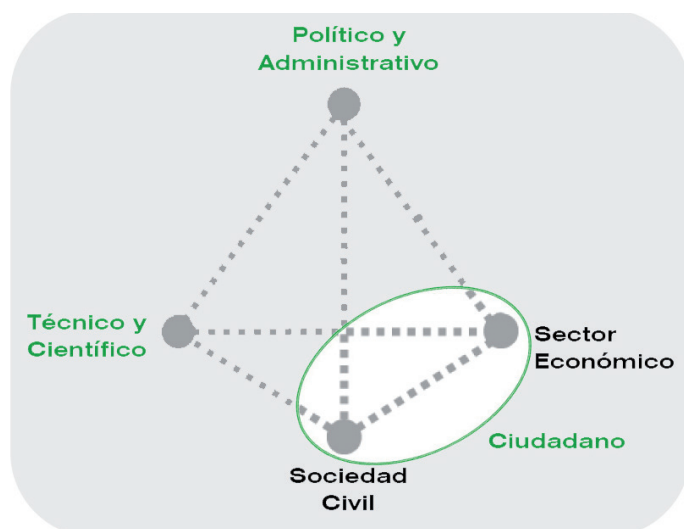 Político y
Administrativo
Técnico y
Científico
Sector
Económico
Ciudadano
Sociedad
Civil